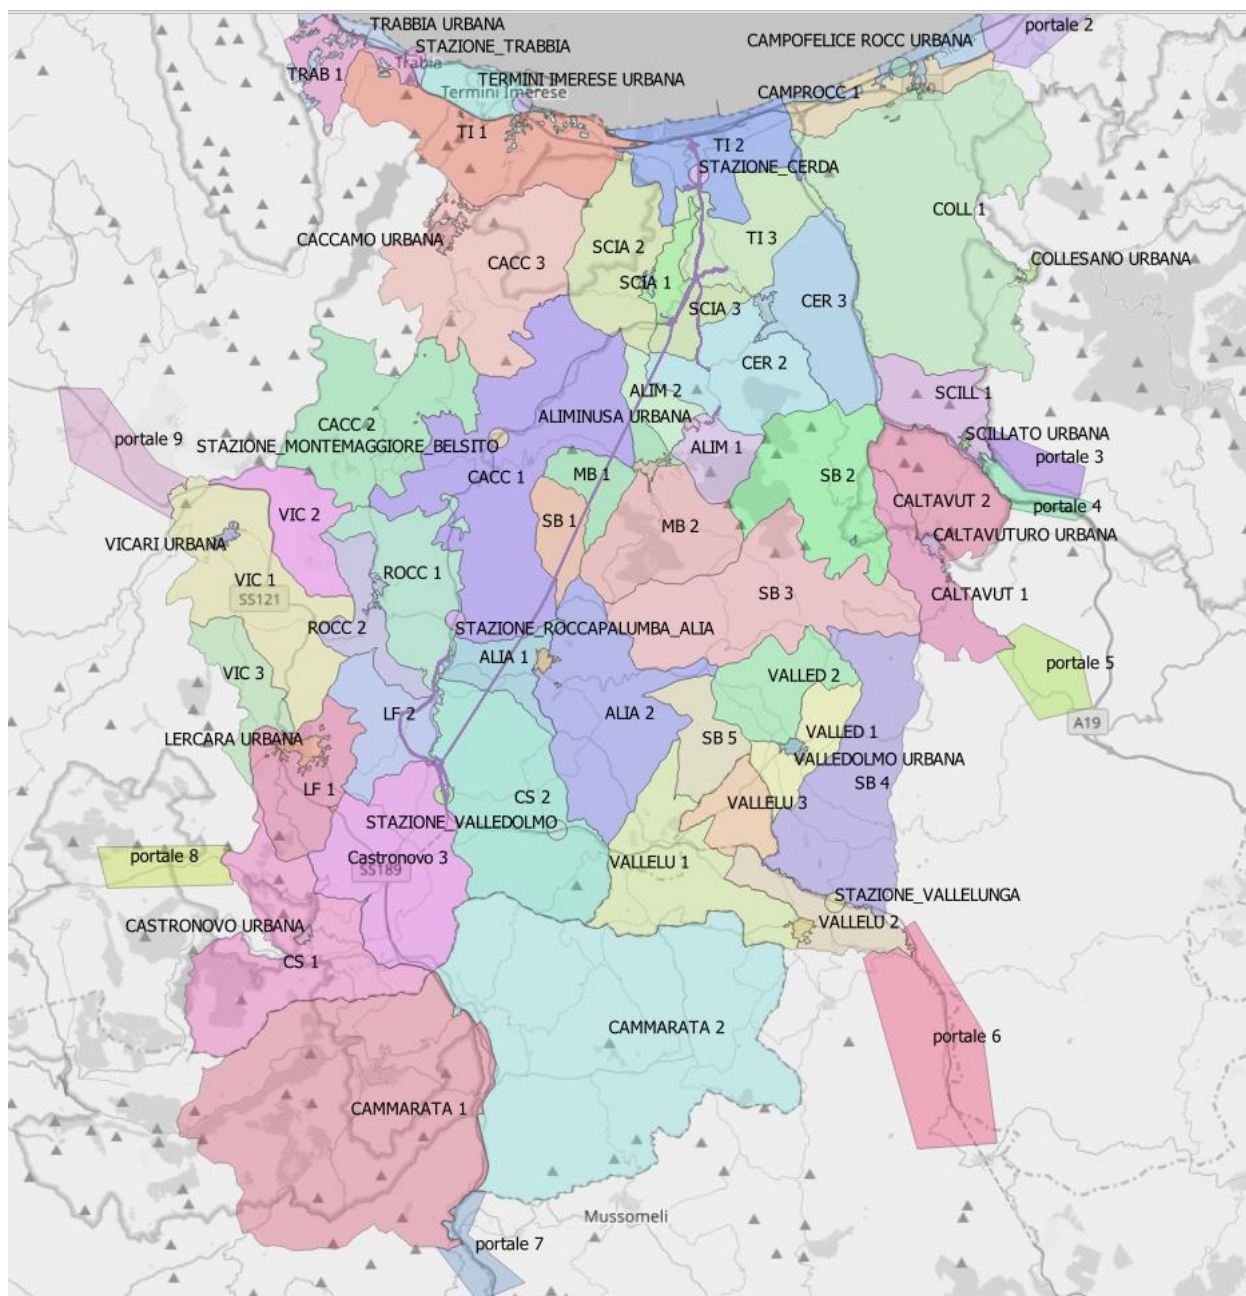 TRABBIA URBANA
portale 2
STAZIONE_TRABBIA
CAMPOFELICE ROCC URBANA
Trabia
TRAB 1
TERMINI IMERESE URBANA
Termini Imerese
CAMPROCC 1
TI 1
TI 2
STAZIONE_CERDA
COLL 1
CACCAMO URBANA
SCIA 2
TI 3
CACC 3
COLLESANO URBANA
SCIA 1
CER 3
SCIA 3
CER 2
ALIM 2
SCILL 1
ALIMINUSA URBANA
CACC 2
portale 9
STAZIONE_MONTEMAGGIORE_BELSITO
ALIM 1
SCILLATO URBANA
portale 3
CACC 1
MB 1
SB 2
CALTAVUT 2
portale 4
VIC 2
SB 1
MB 2
CALTAVUTURO URBANA
VICARI URBANA
ROCC 1
VIC 1
SB 3
CALTAVUT 1
SS121
ROCC 2
STAZIONE_ROCCAPALUMBA_ALIA
ALIA 1
portale 5
VIC 3
VALLED 2
LF 2
ALIA 2
A19
LERCARA URBANA
SB 5
VALLED 1
VALLEDOLMO URBANA
LF 1
CS 2
SB 4
VALLELU 3
STAZIONE_VALLEDOLMO
portale 8
Castronovo 3
VALLELU 1
SS189
STAZIONE_VALLELUNGA
CASTRONOVO URBANA
VALLELU 2
CS 1
CAMMARATA 2
portale 6
CAMMARATA 1
Mussomeli
portale 7